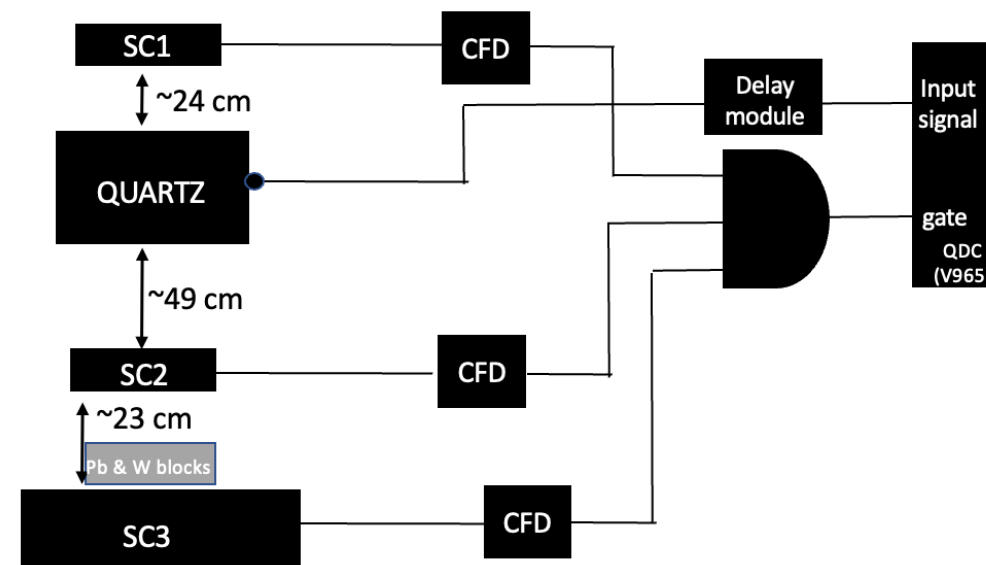 SC1
CFD
~24 cm
Delay
module
Input
signal
QUARTZ
gate
QDC
(V965
~49 cm
SC2
CFD
~23 cm
Pb & W blocks
SC3
CFD